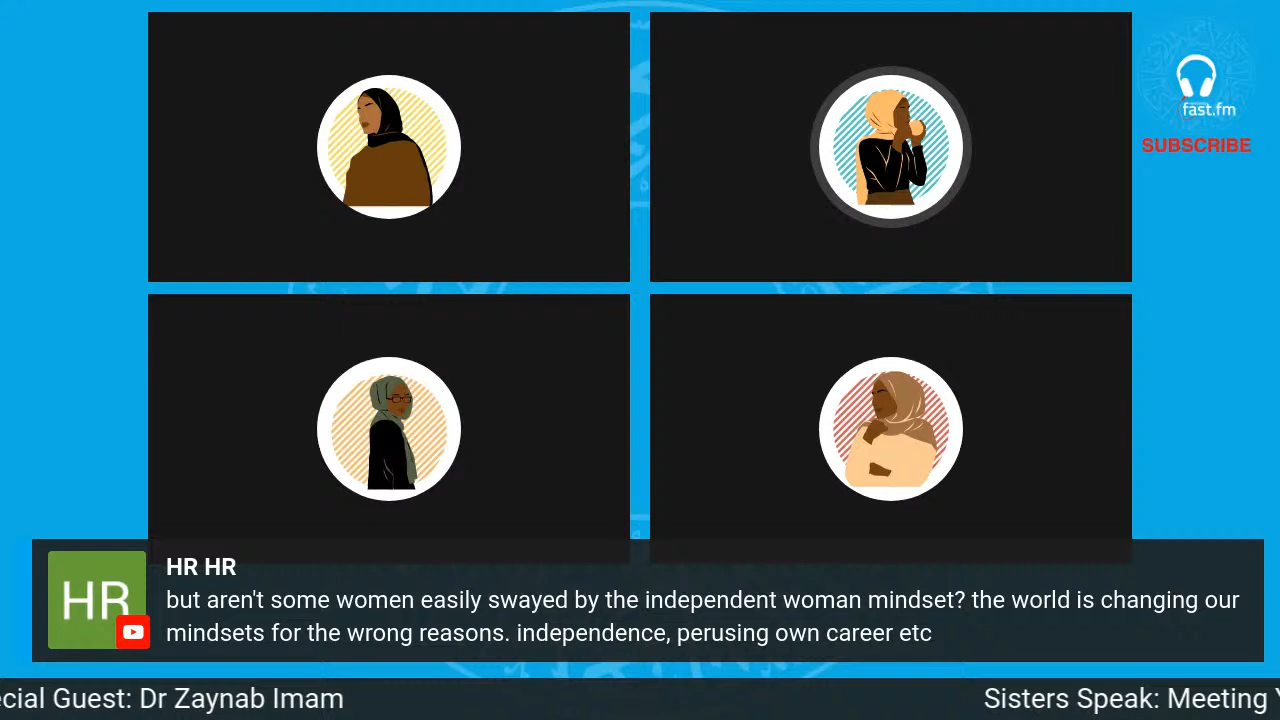 fast.fm
SUBSCRIBE
HR
HR HR
but aren't some women easily swayed by the independent woman mindset? the world is changing our
mindsets for the wrong reasons. independence, perusing own career etc
ecial Guest: Dr Zaynab Imam
Sisters Speak: Meeting Y